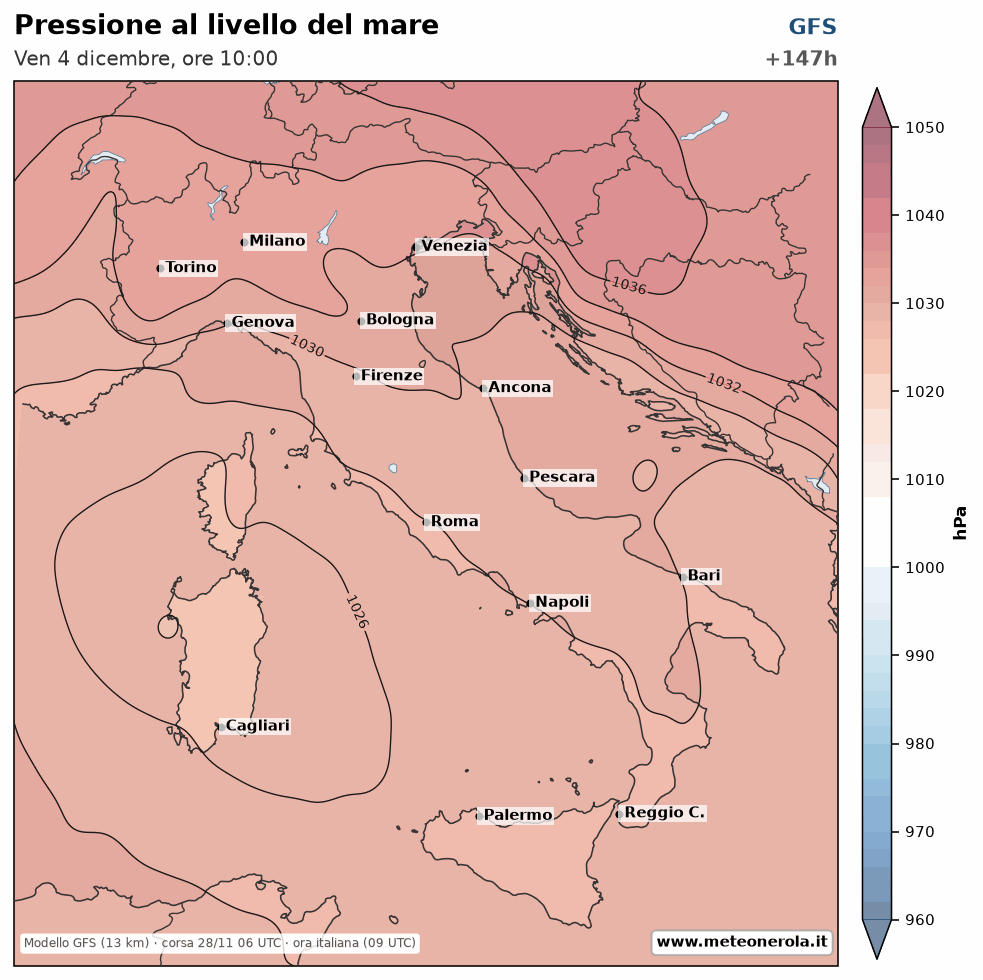 Pressione al livello del mare
GFS
Ven 4 dicembre, ore 10:00
+147h
Milano
Venezia
Torino
1036
Genova
Bologna
1030
Firenze
1032
Ancona
Pescara
Roma
Bari
Napoli
1026
Cagliari
Palermo
Reggio C.
Modello GFS (13 km) · corsa 28/11 06 UTC · ora italiana (09 UTC)
www.meteonerola.it
1050
1040
1030
1020
1010
1000
990
980
970
960
hPa